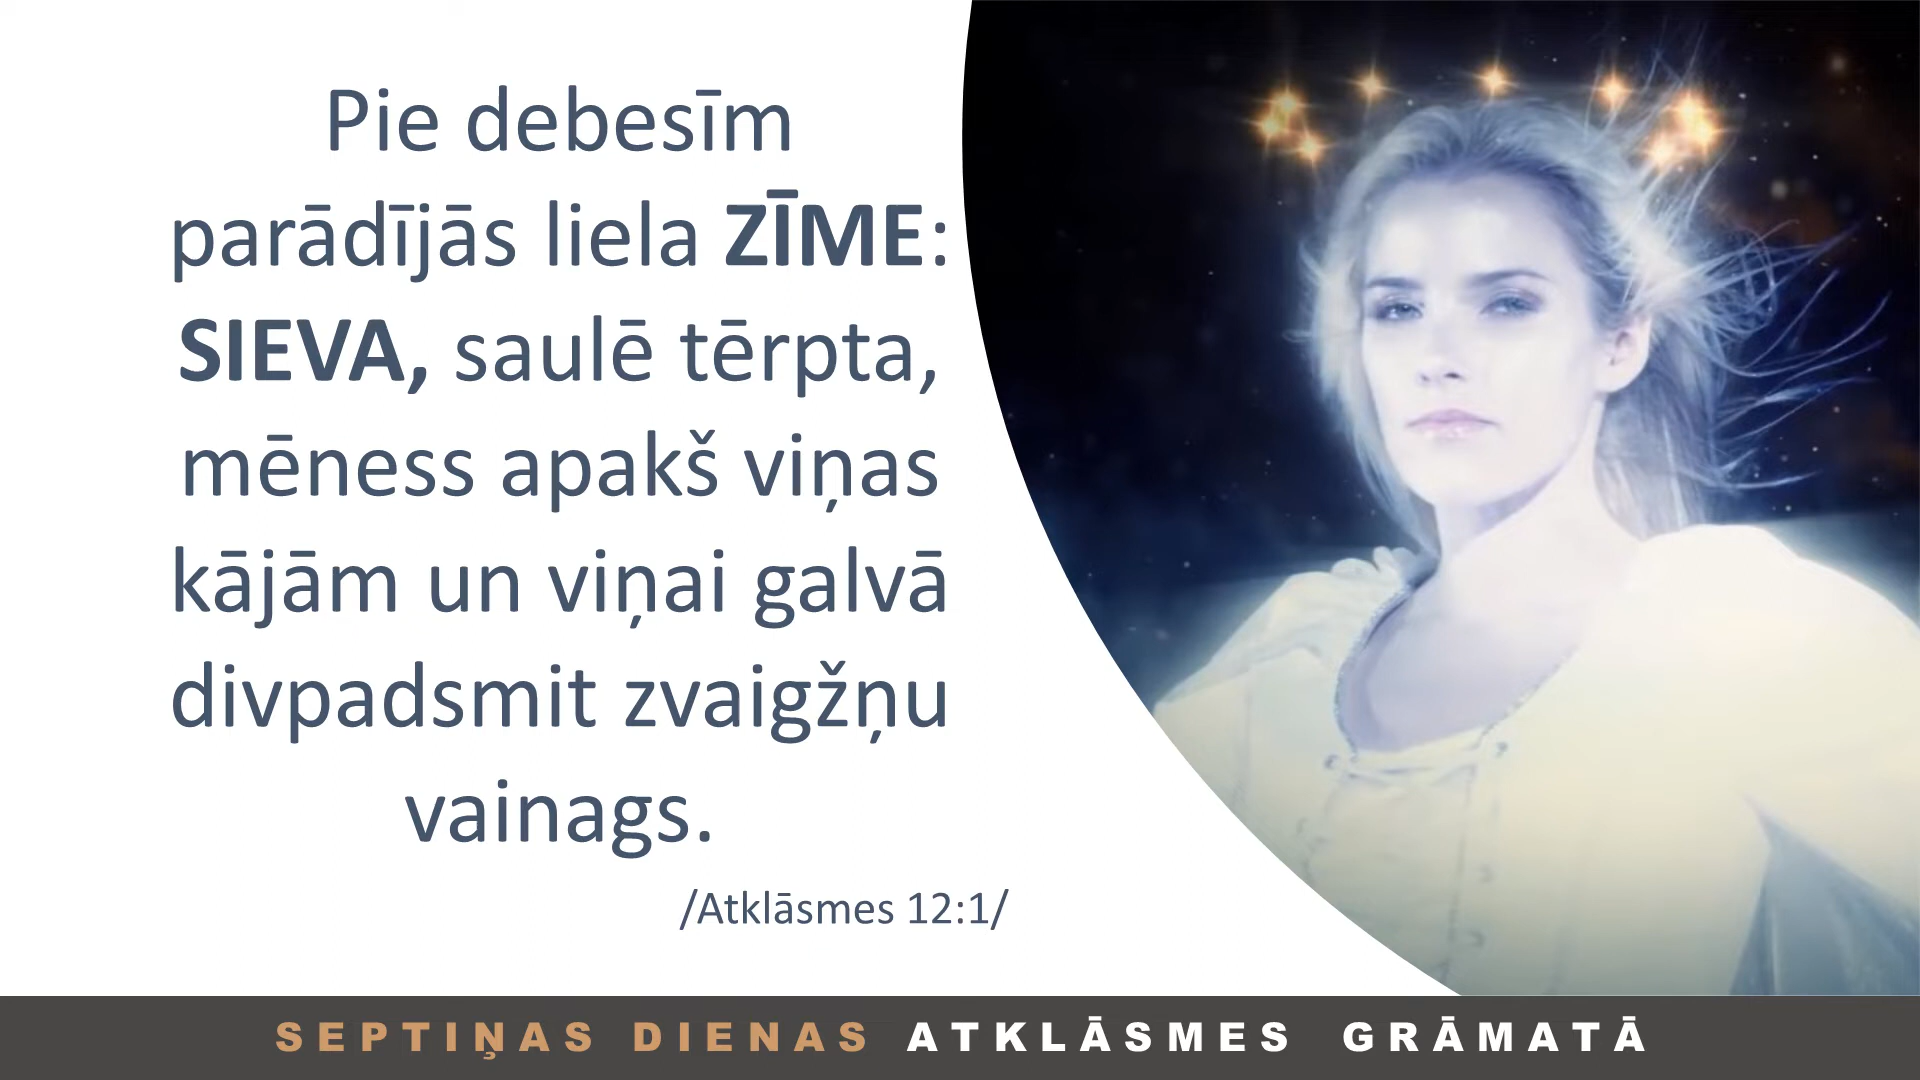 Pie debesīm
parādījās liela ZĪME:
SIEVA, saulē tērpta,
mēness apakš viņas
kājām un viņai galvā
divpadsmit zvaigžņu
vainags.
/Atklāsmes 12:1/
SEPTIŅAS DIENAS ATKLĀSMES GRĀMATĀ